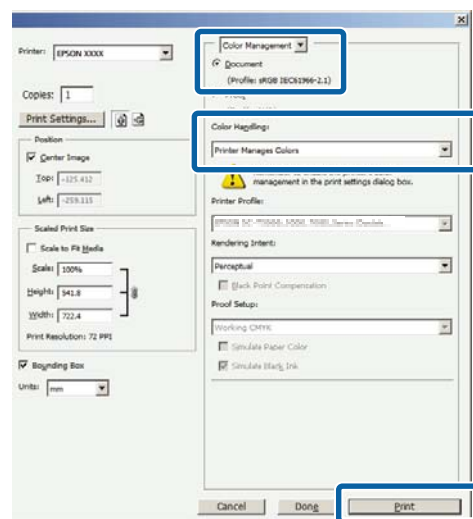 Printer: EPSON XXXX
Copies: 1
Print Settings...
Position
Center Image
Top: -125.412
Left: -259.115
Scaled Print Size
Scale to Fit Media
Scale: 100%
Height: 541.8
Width: 722.4
Print Resolution: 72 PPI
Bounding Box
Units: mm
Color Management
Document
(Profile: sRGB IEC61966-2.1)
Color Handling:
Printer Manages Colors
management in the print settings dialog box.
Printer Profile:
Rendering Intent:
Perceptual
Black Point Compensation
Proof Setup:
Working CMYK
Simulate Paper Color
Simulate Black Ink
Cancel
Done
Print